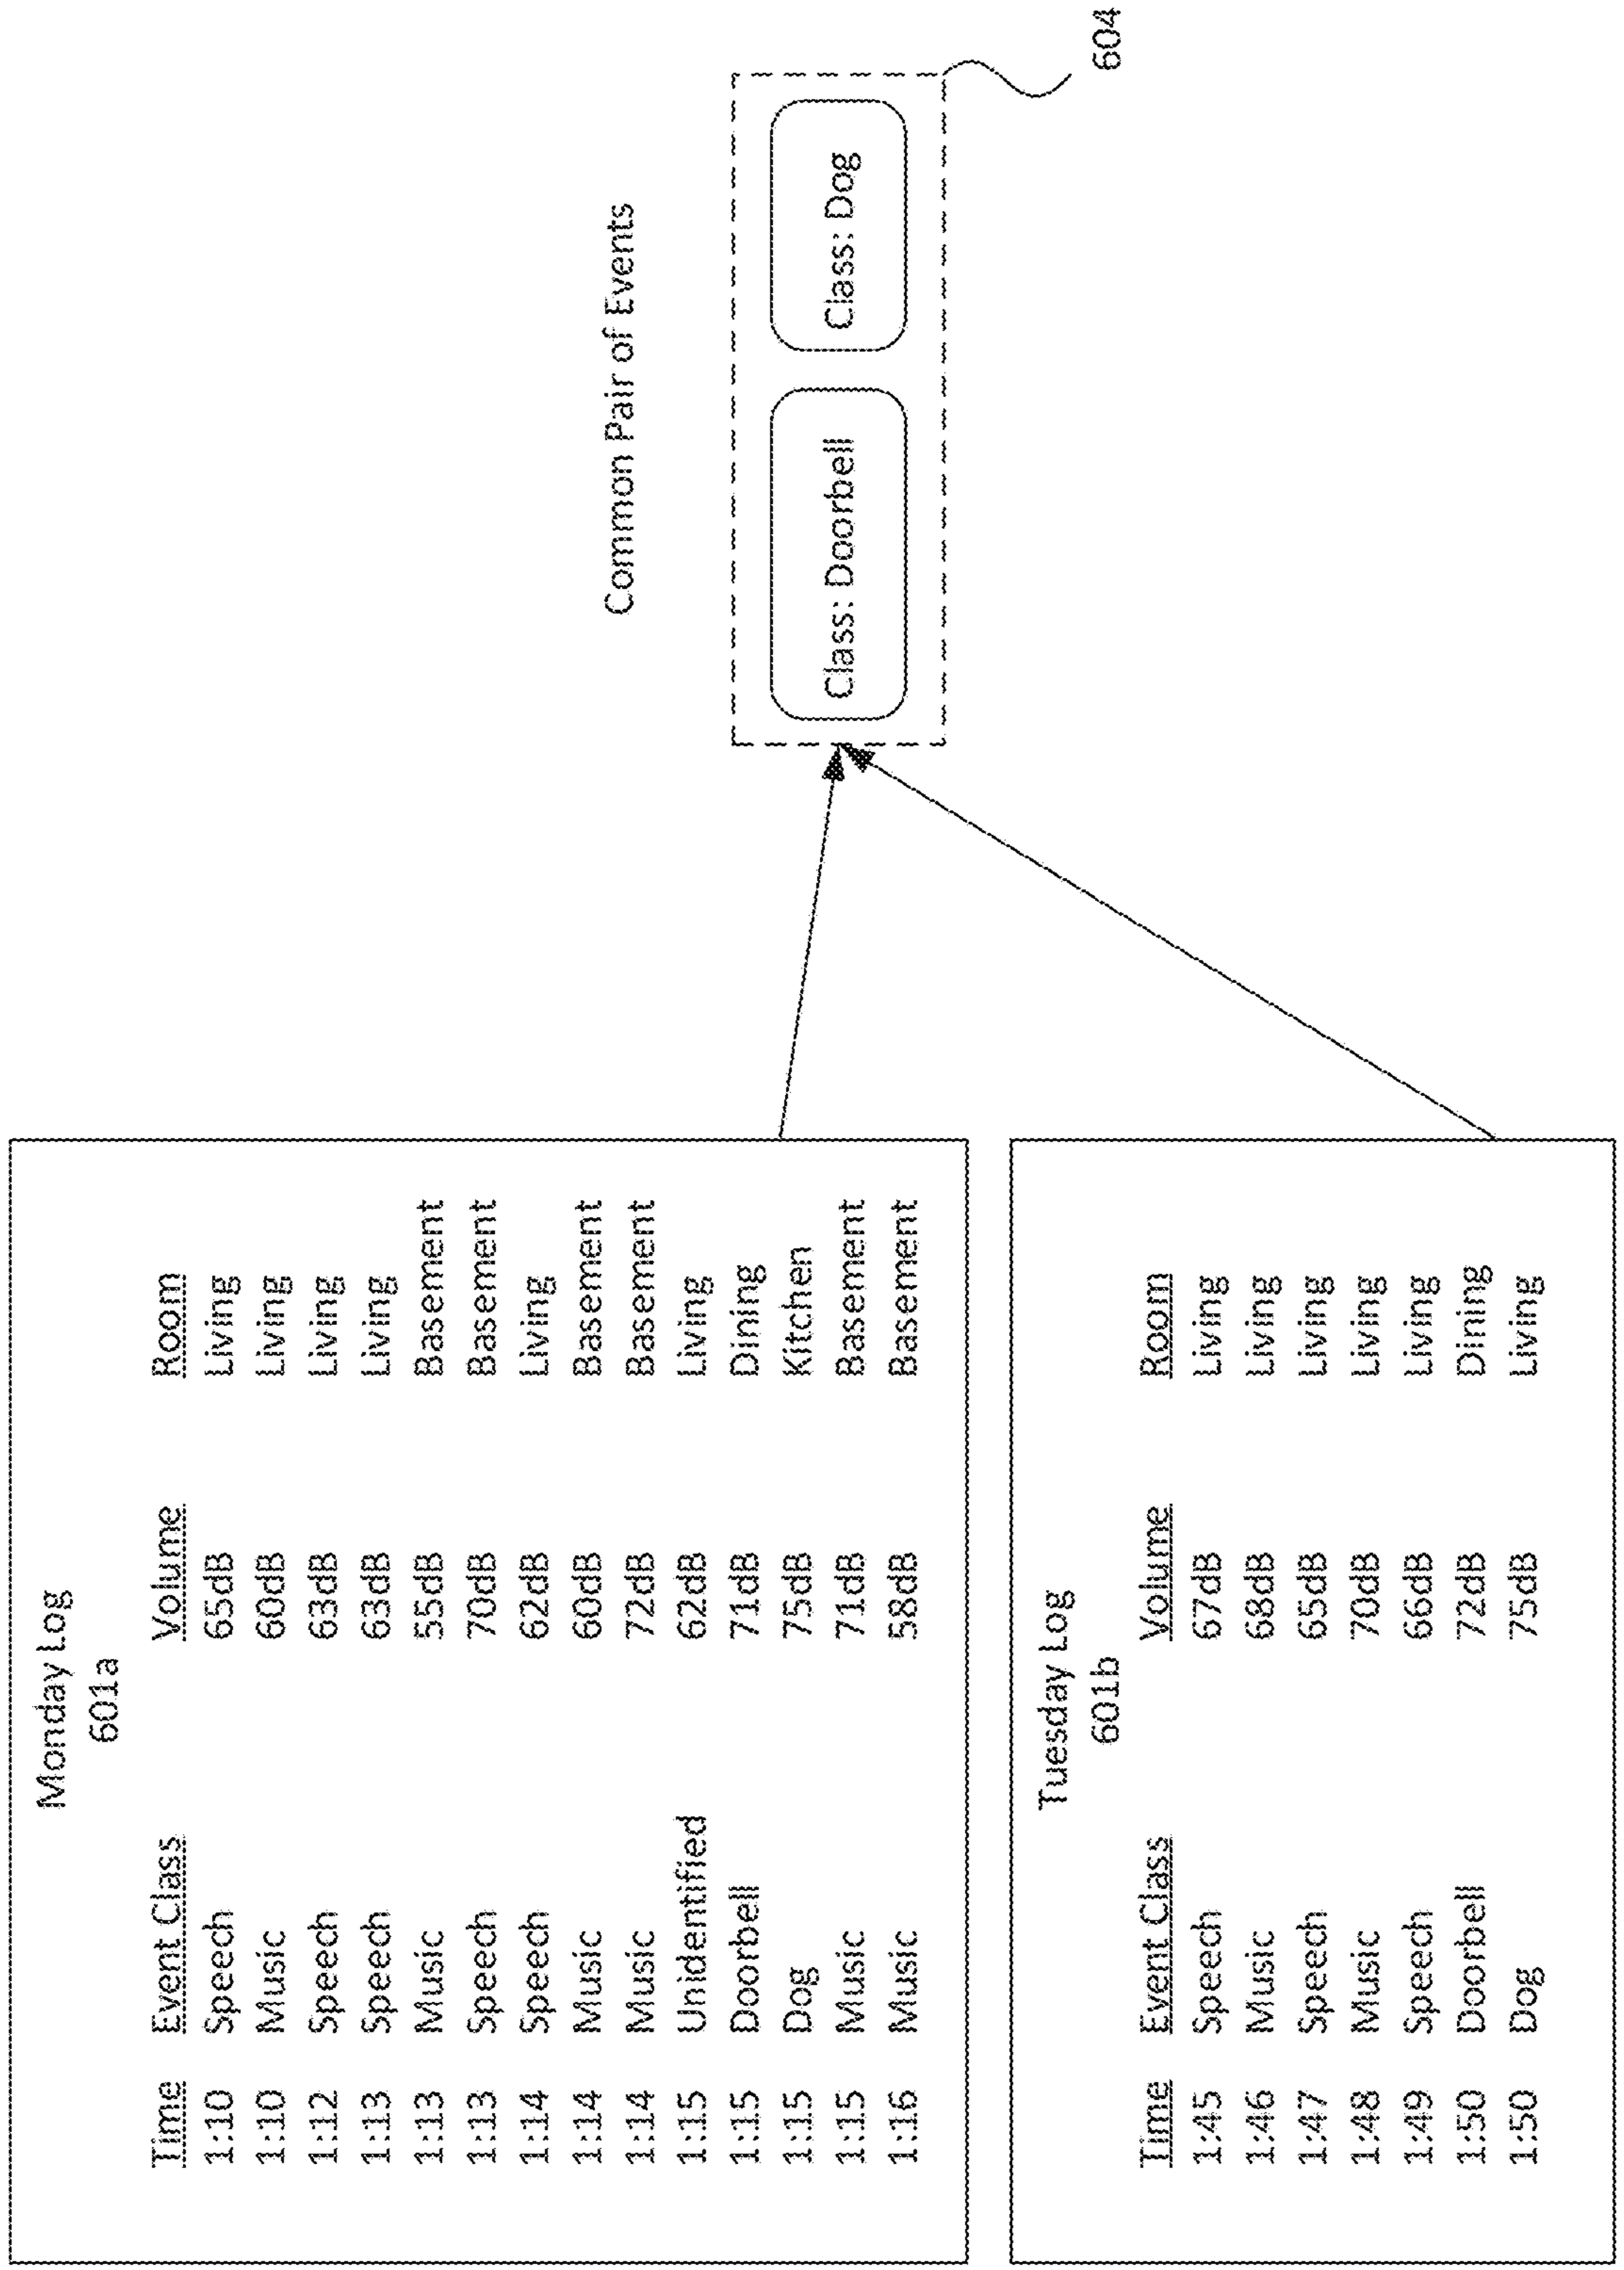 Monday Log
601a
Time Event Class Volume Room
1:10 Speech 65dB Living
1:10 Music 60dB Living
1:12 Speech 63dB Living
1:13 Speech 63dB Living
1:13 Music 55dB Basement
1:13 Speech 70dB Basement
1:14 Speech 62dB Living
1:14 Music 60dB Basement
1:14 Music 72dB Basement
1:15 Unidentified 62dB Living
1:15 Doorbell 71dB Dining
1:15 Dog 75dB Kitchen
1:15 Music 71dB Basement
1:16 Music 58dB Basement
Tuesday Log
601b
Time Event Class Volume Room
1:45 Speech 67dB Living
1:46 Music 68dB Living
1:47 Speech 65dB Living
1:48 Music 70dB Living
1:49 Speech 66dB Living
1:50 Doorbell 72dB Dining
1:50 Dog 75dB Living
Common Pair of Events
Class: Doorbell
Class: Dog
604